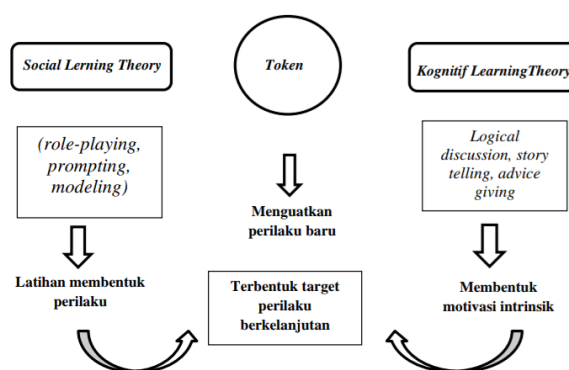 Social Lerning Theory
Token
Kognitif LearningTheory
(role-playing,
prompting,
modeling)
Logical
discussion, story
telling, advice
giving
Menguatkan
perilaku baru
Latihan membentuk
perilaku
Terbentuk target
perilaku
berkelanjutan
Membentuk
motivasi intrinsik